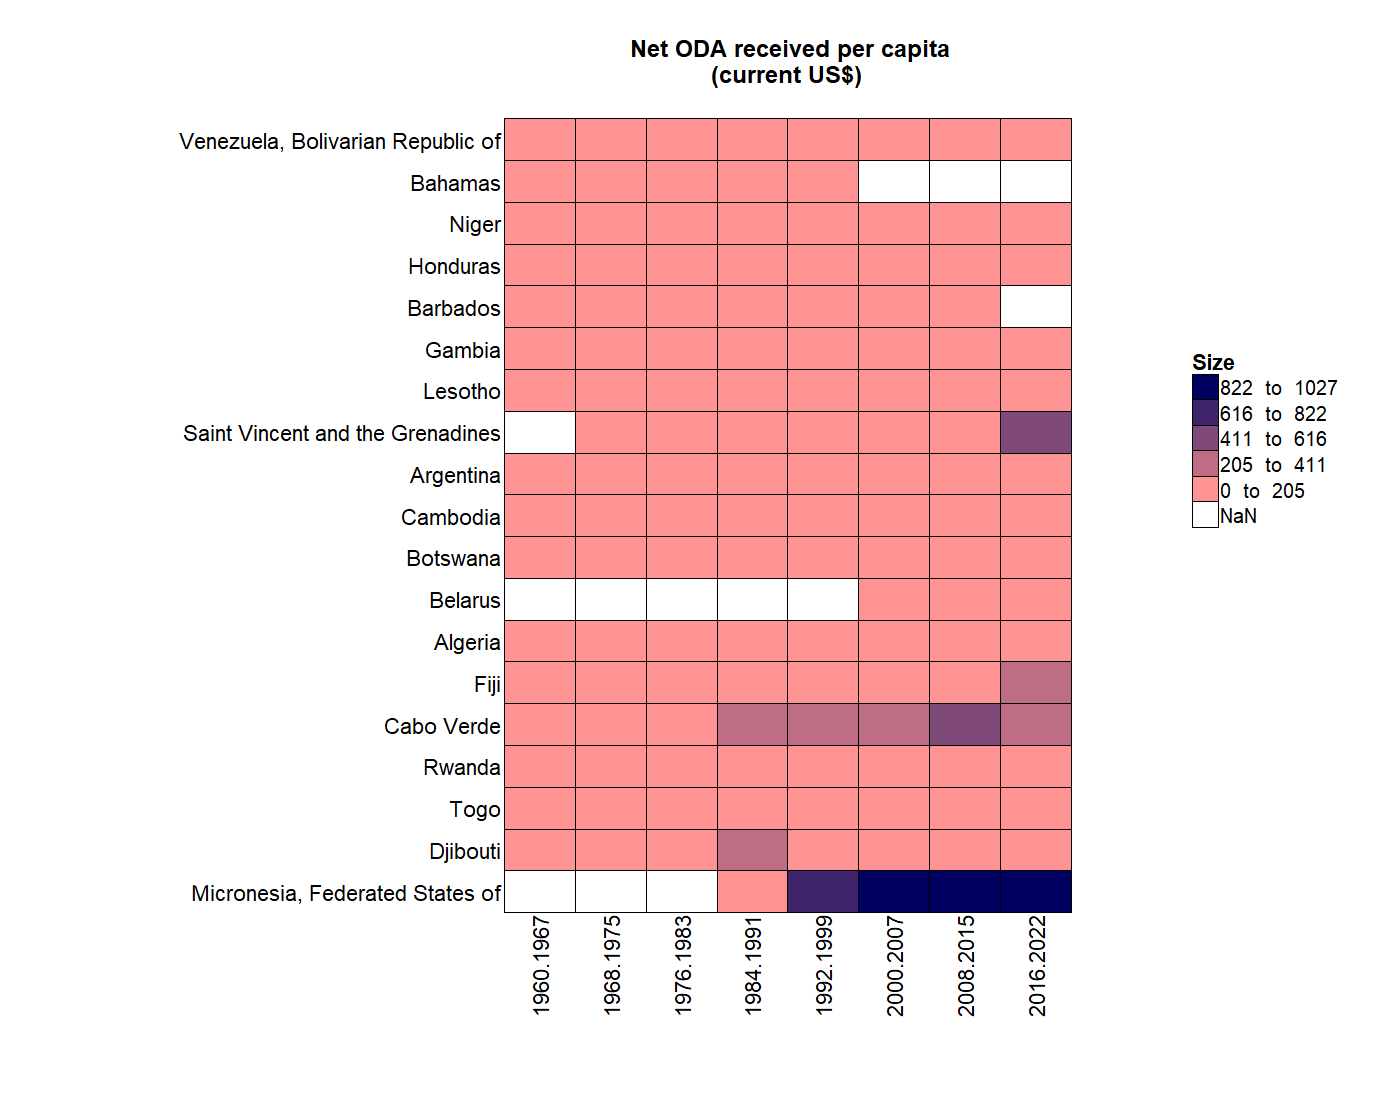 Net ODA received per capita
(current US$)
Venezuela, Bolivarian Republic of
Bahamas
Niger
Honduras
Barbados
Gambia
Lesotho
Saint Vincent and the Grenadines
Argentina
Cambodia
Botswana
Belarus
Algeria
Fiji
Cabo Verde
Rwanda
Togo
Djibouti
Micronesia, Federated States of
1960.1967
1968.1975
1976.1983
1984.1991
1992.1999
2000.2007
2008.2015
2016.2022
Size
822 to 1027
616 to 822
411 to 616
205 to 411
0 to 205
NaN